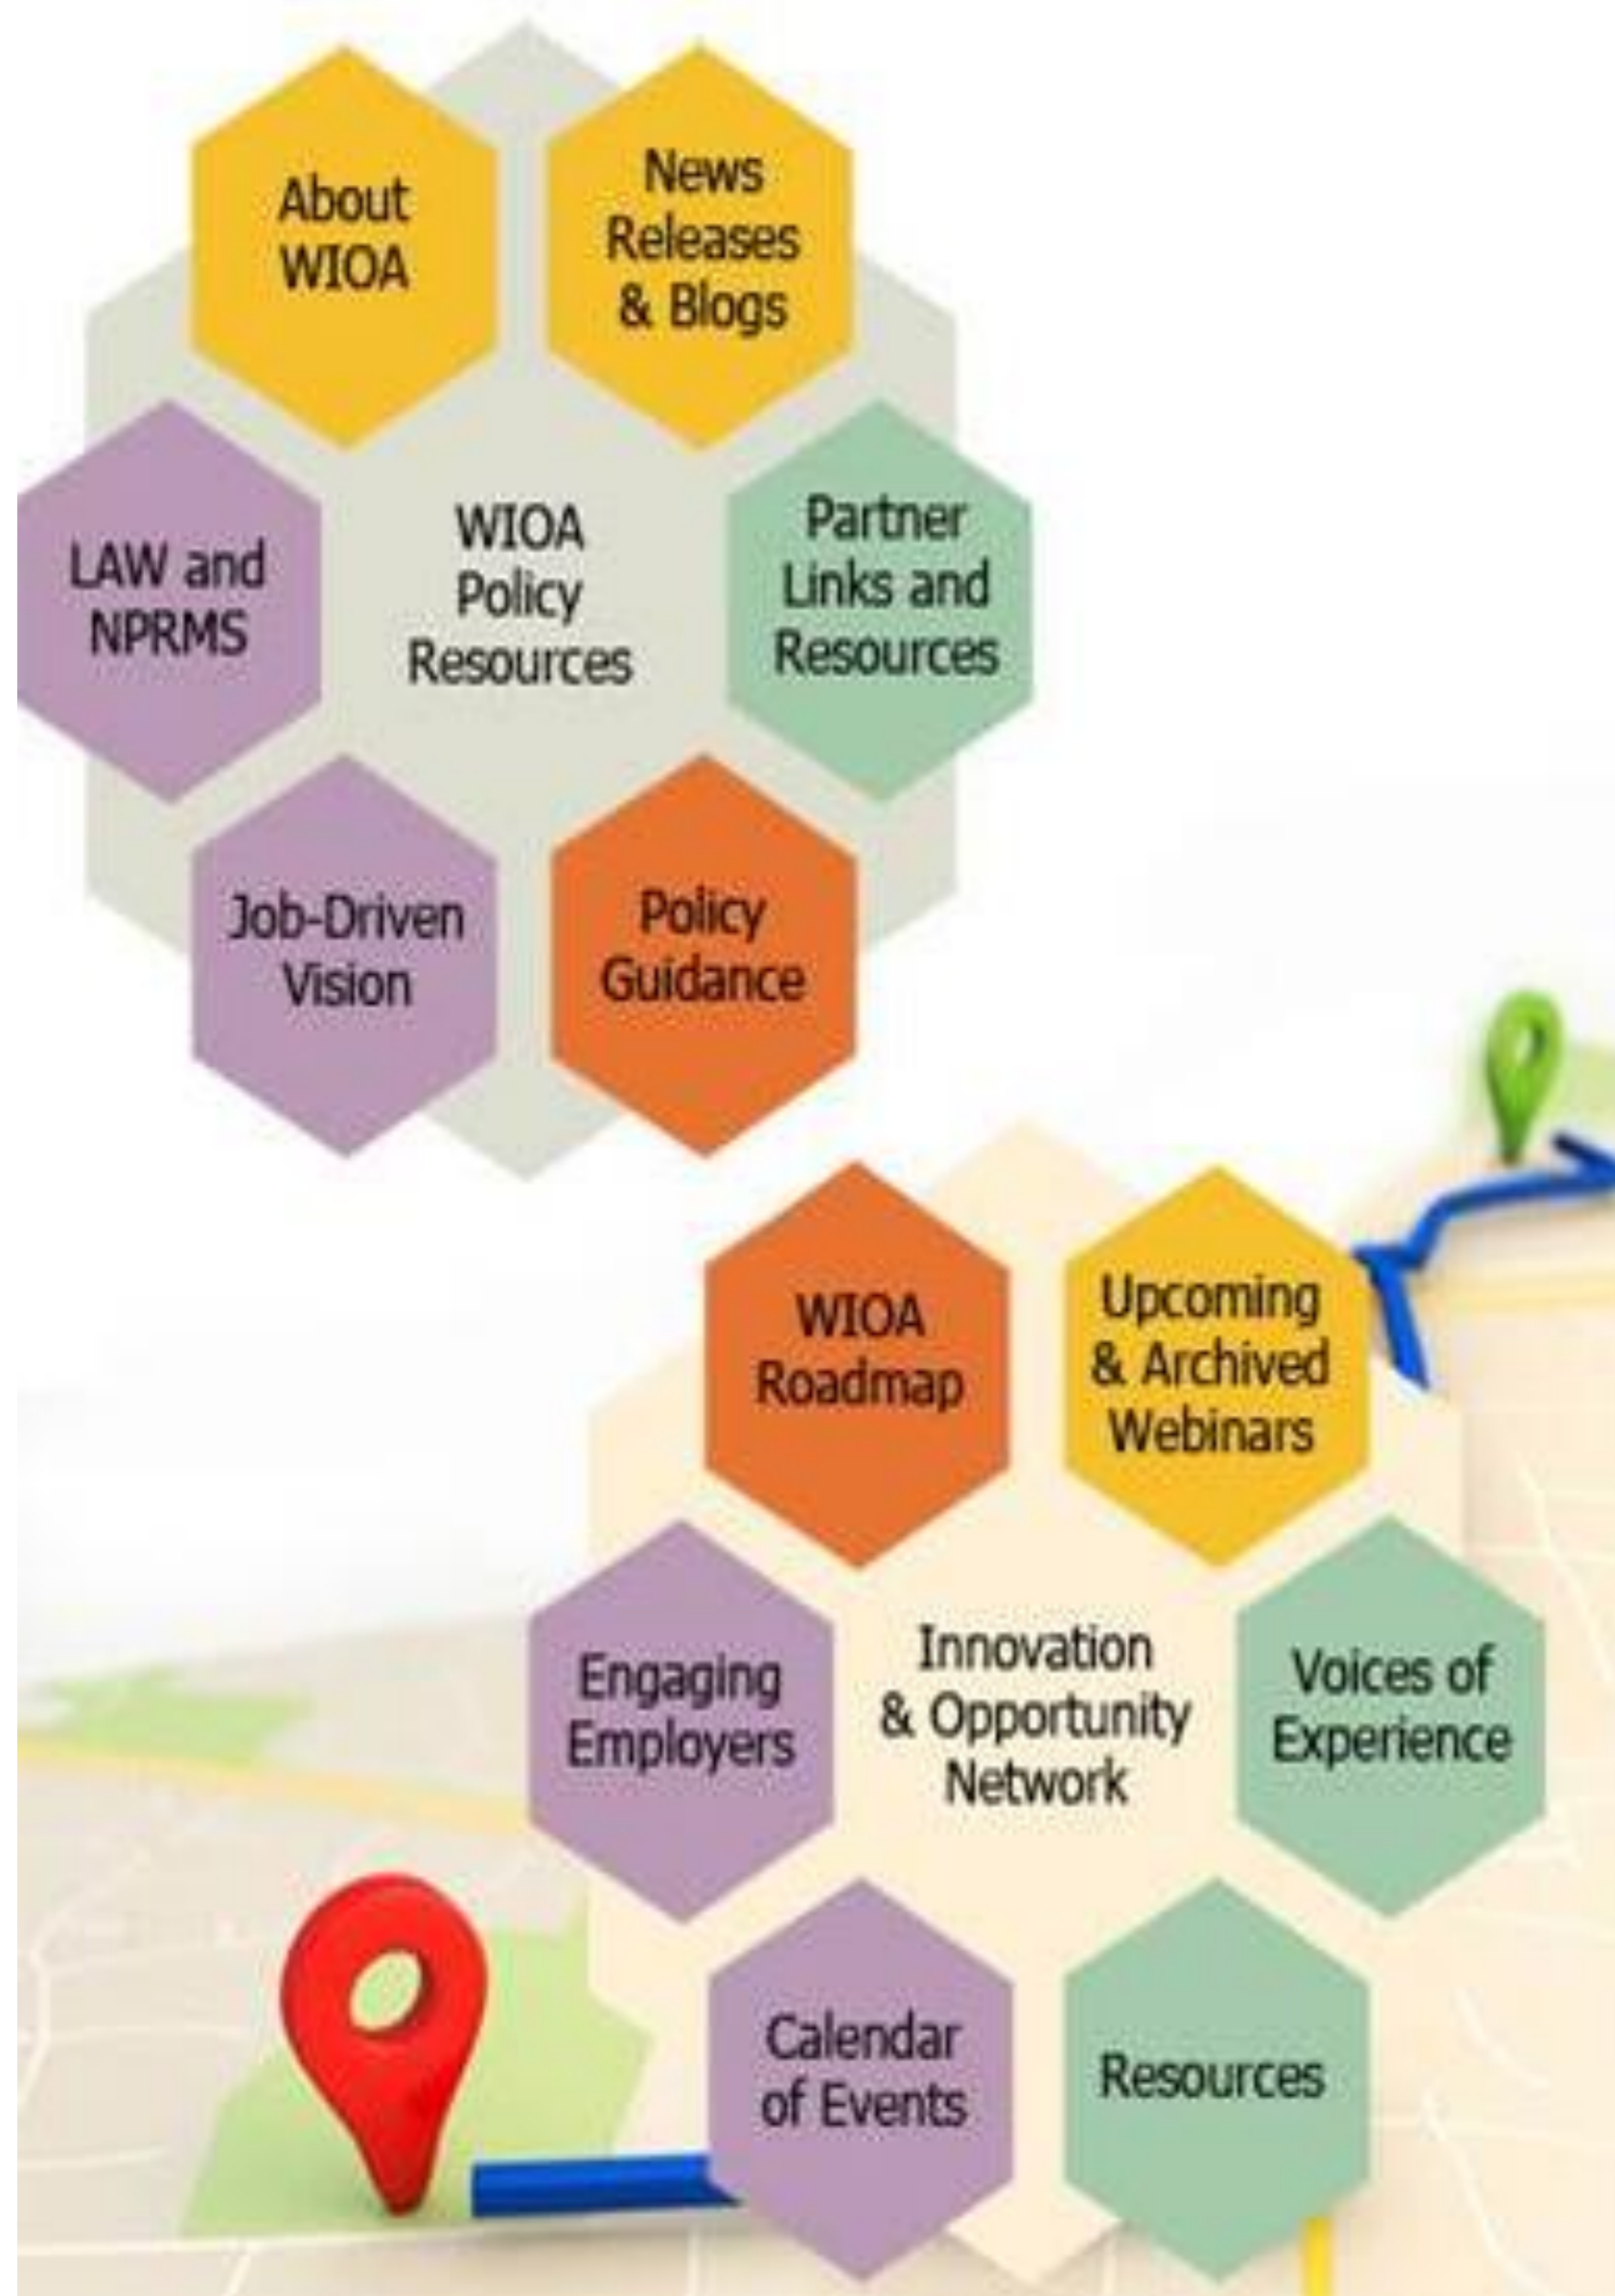 About
WIOA
News
Releases
& Blogs
LAW and
NPRMS
WIOA
Policy
Resources
Partner
Links and
Resources
Job-Driven
Vision
Policy
Guidance
WIOA
Roadmap
Upcoming
& Archived
Webinars
Engaging
Employers
Innovation
& Opportunity
Network
Voices of
Experience
Calendar
of Events
Resources